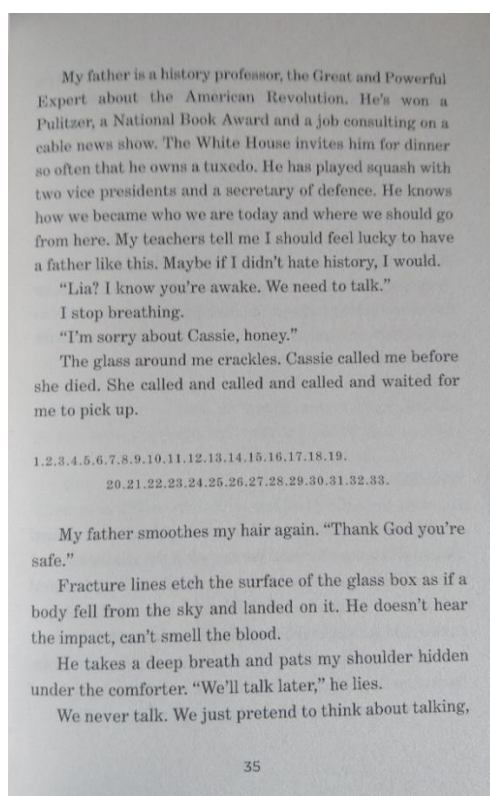 My father is a history professor, the Great and Powerful
Expert about the American Revolution. He's won a
Pulitzer, a National Book Award and a job consulting on a
cable news show. The White House invites him for dinner
so often that he owns a tuxedo. He has played squash with
two vice presidents and a secretary of defence. He knows
how we became who we are today and where we should go
from here. My teachers tell me I should feel lucky to have
a father like this. Maybe if I didn't hate history, I would.
“Lia? I know you're awake. We need to talk.”
I stop breathing.
“I'm sorry about Cassie, honey.”
The glass around me crackles. Cassie called me before
she died. She called and called and called and waited for
me to pick up.
1.2.3.4.5.6.7.8.9.10.11.12.13.14.15.16.17.18.19.
20.21.22.23.24.25.26.27.28.29.30.31.32.33.
My father smoothes my hair again. “Thank God you're
safe.”
Fracture lines etch the surface of the glass box as if a
body fell from the sky and landed on it. He doesn't hear
the impact, can't smell the blood.
He takes a deep breath and pats my shoulder hidden
under the comforter. “We'll talk later,” he lies.
We never talk. We just pretend to think about talking,
35